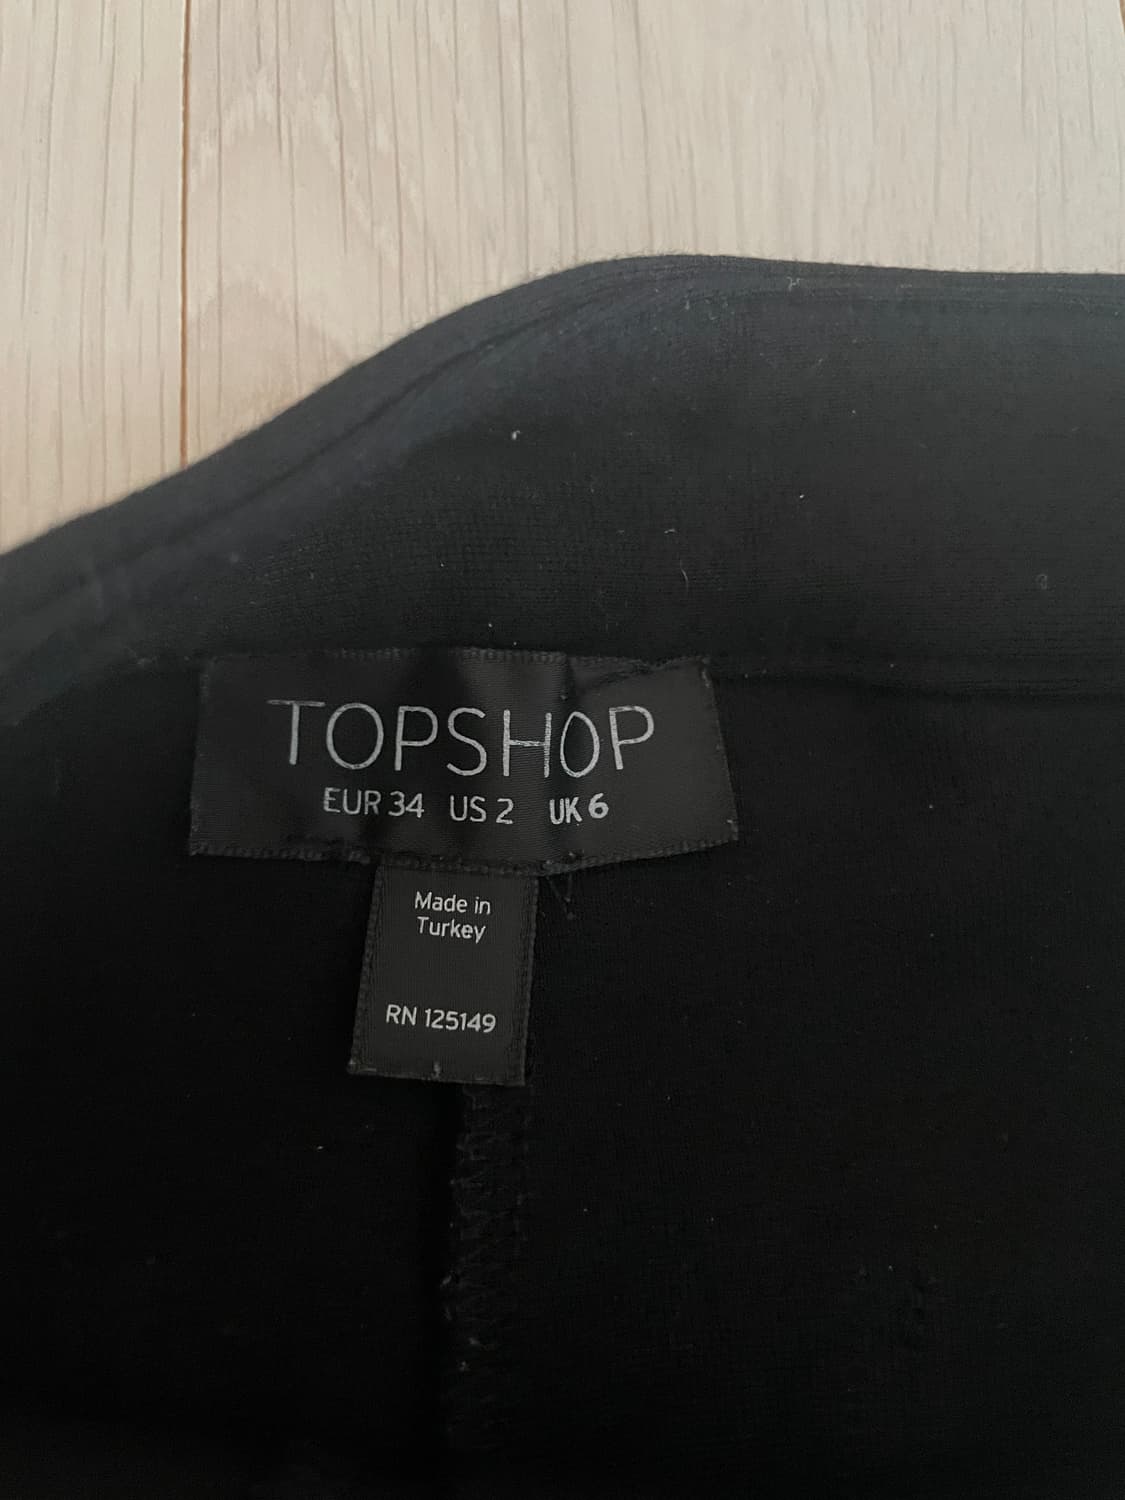 TOPSHOP
EUR 34 US 2 UK 6
Made in
Turkey
RN 125149